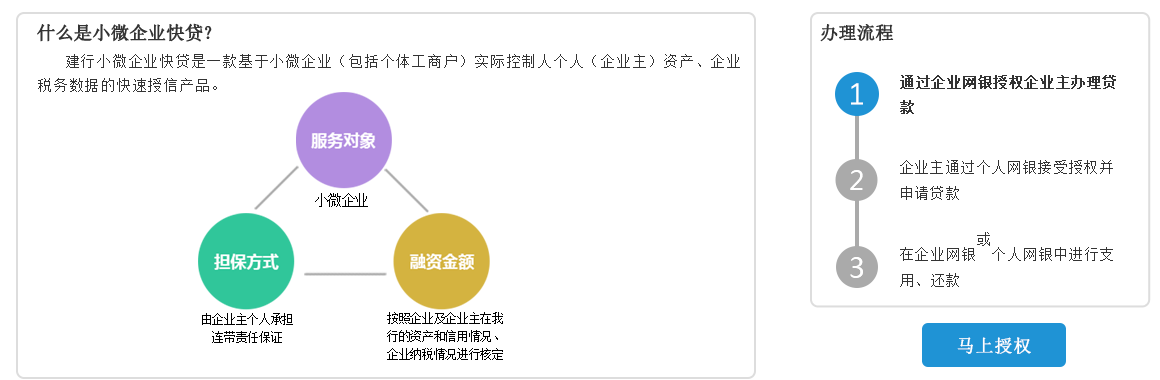 什么是小微企业快贷?
建行小微企业快贷是一款基于小微企业（包括个体工商户）实际控制人个人（企业主）资产、企业
税务数据的快速授信产品。
服务对象
小微企业
担保方式
由企业主个人承担
连带责任保证
融资金额
按照企业及企业主在我
行的资产和信用情况、
企业纳税情况进行核定
办理流程
1
通过企业网银授权企业主办理贷
款
2
企业主通过个人网银接受授权并
申请贷款
3
在企业网银或个人网银中进行支
用、还款
马上授权